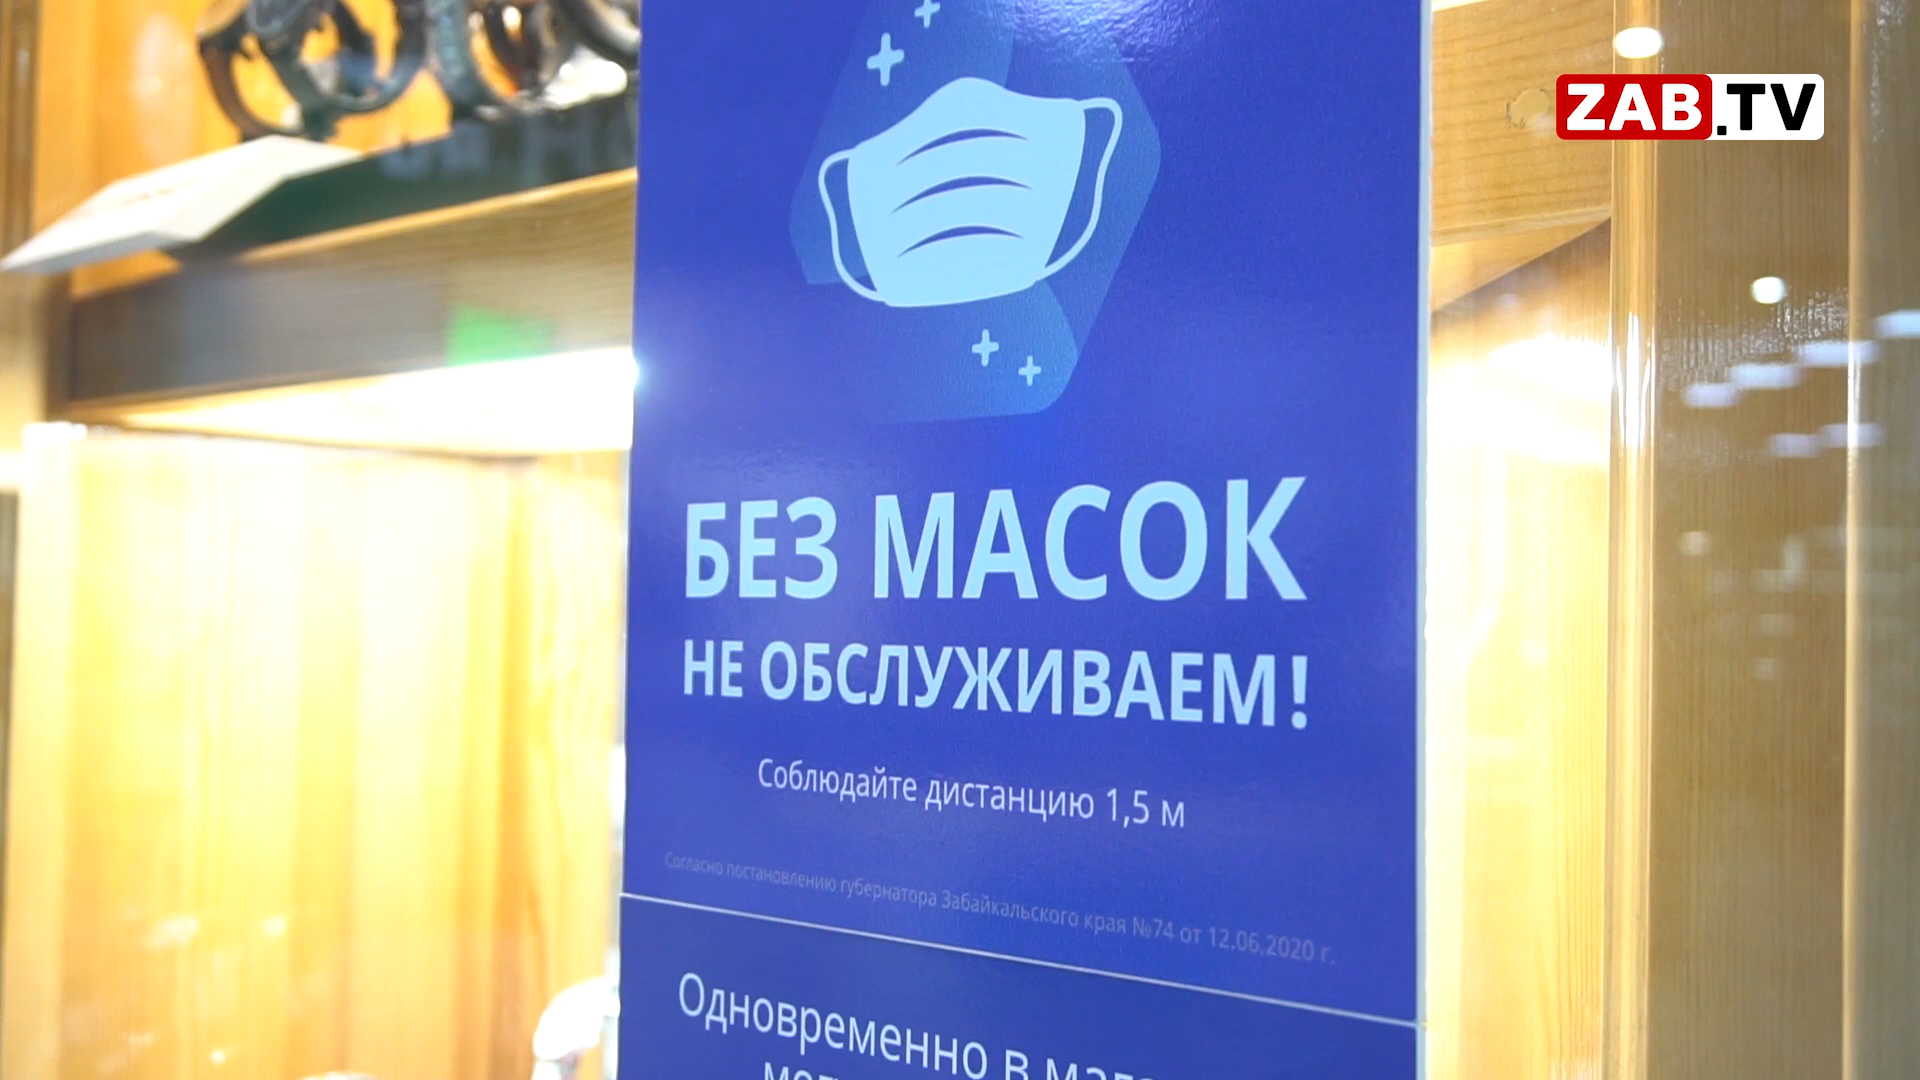 ZAB.TV
БЕЗ МАСОК
НЕ ОБСЛУЖИВАЕМ!
Соблюдайте дистанцию 1,5 м
Согласно постановлению губернатора Забайкальского края №74 от 12.06.2020 г.
Одновременно в